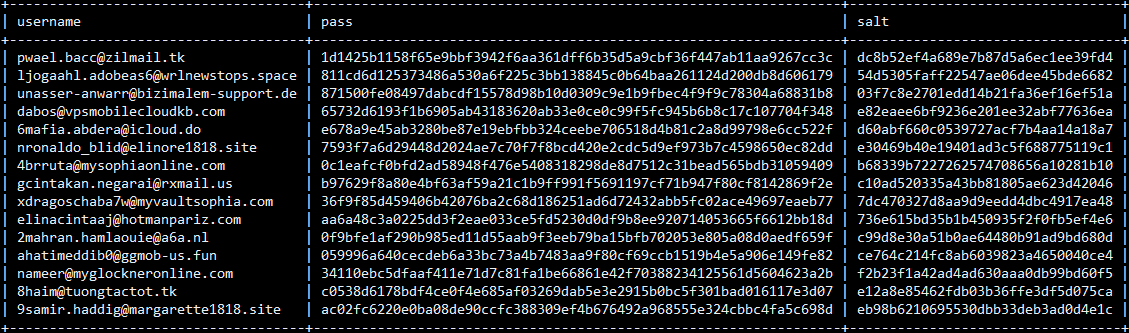 username pass salt
pwael.bacc@zilmail.tk 1d1425b1158f65e9bbf3942f6aa361dff6b35d5a9cbf36f447ab11aa9267cc3c dc8b52ef4a689e7b87d5a6ec1ee39fd4
ljogaahl.adobeas6@wrlnewstops.space 811cd6d125373486a530a6f225c3bb138845c0b64baa261124d200db8d606179 54d5305faff22547ae06dee45bde6682
unasser-anwarr@bizimalem-support.de 871500fe08497dabcdf15578d98b10d0309c9e1b9fbec4f9f9c78304a68831b8 03f7c8e2701edd14b21fa36ef16ef51a
dabos@vpsmobilecloudkb.com 65732d6193f1b6905ab43183620ab33e0ce0c99f5fc945b6b8c17c107704f348 e82eaee6bf9236e201ee32abf77636ea
6mafia.abdera@icloud.do e678a9e45ab3280be87e19ebfbb324ceebe706518d4b81c2a8d99798e6cc522f d60abf660c0539727acf7b4aa14a18a7
nronaldo_blid@elinore1818.site 7593f7a6d29448d2024ae7c70f7f8bcd420e2cdc5d9ef973b7c4598650ec82dd e30469b40e19401ad3c5f688775119c1
4brruta@mysophiaonline.com 0c1eafcf0bfd2ad58948f476e5408318298de8d7512c31bead565bdb31059409 b68339b7227262574708656a10281b10
gcintakan.negarai@rxmail.us b97629f8a80e4bf63af59a21c1b9ff991f5691197cf71b947f80cf8142869f2e c10ad520335a43bb81805ae623d42046
xdragoschaba7w@myvaultsophia.com 36f9f85d459406b42076ba2c68d186251ad6d72432abb5fc02ace49697eaeb77 7dc470327d8aa9d9eedd4dbc4917ea48
elinacintaaj@hotmanpariz.com aa6a48c3a0225dd3f2eae033ce5fd5230d0df9b8ee920714053665f6612bb18d 736e615bd35b1b450935f2f0fb5ef4e6
2mahran.hamlaouie@a6a.nl 0f9bfe1af290b985ed11d55aab9f3eeb79ba15bfb702053e805a08d0aedf659f c99d8e30a51b0ae64480b91ad9bd680d
ahatimeddib0@ggmob-us.fun 059996a640cecdeb6a33bc73a4b7483aa9f80cf69ccb1519b4e5a906e149fe82 ce764c214fc8ab6039823a4650040ce4
nameer@myglockneronline.com 34110ebc5dfaaf411e71d7c81fa1be66861e42f70388234125561d5604623a2b f2b23f1a42ad4ad630aaa0db99bd60f5
8haim@tuongtactot.tk c0538d6178bdf4ce0f4e685af03269dab5e3e2915b0bc5f301bad016117e3d07 e12a8e85462fdb03b36ffe3df5d075ca
9samir.haddig@margarette1818.site ac02fc6220e0ba08de90ccfc388309ef4b676492a968555e324cbbc4fa5c698d eb98b6210695530dbb33deb3ad0d4e1c